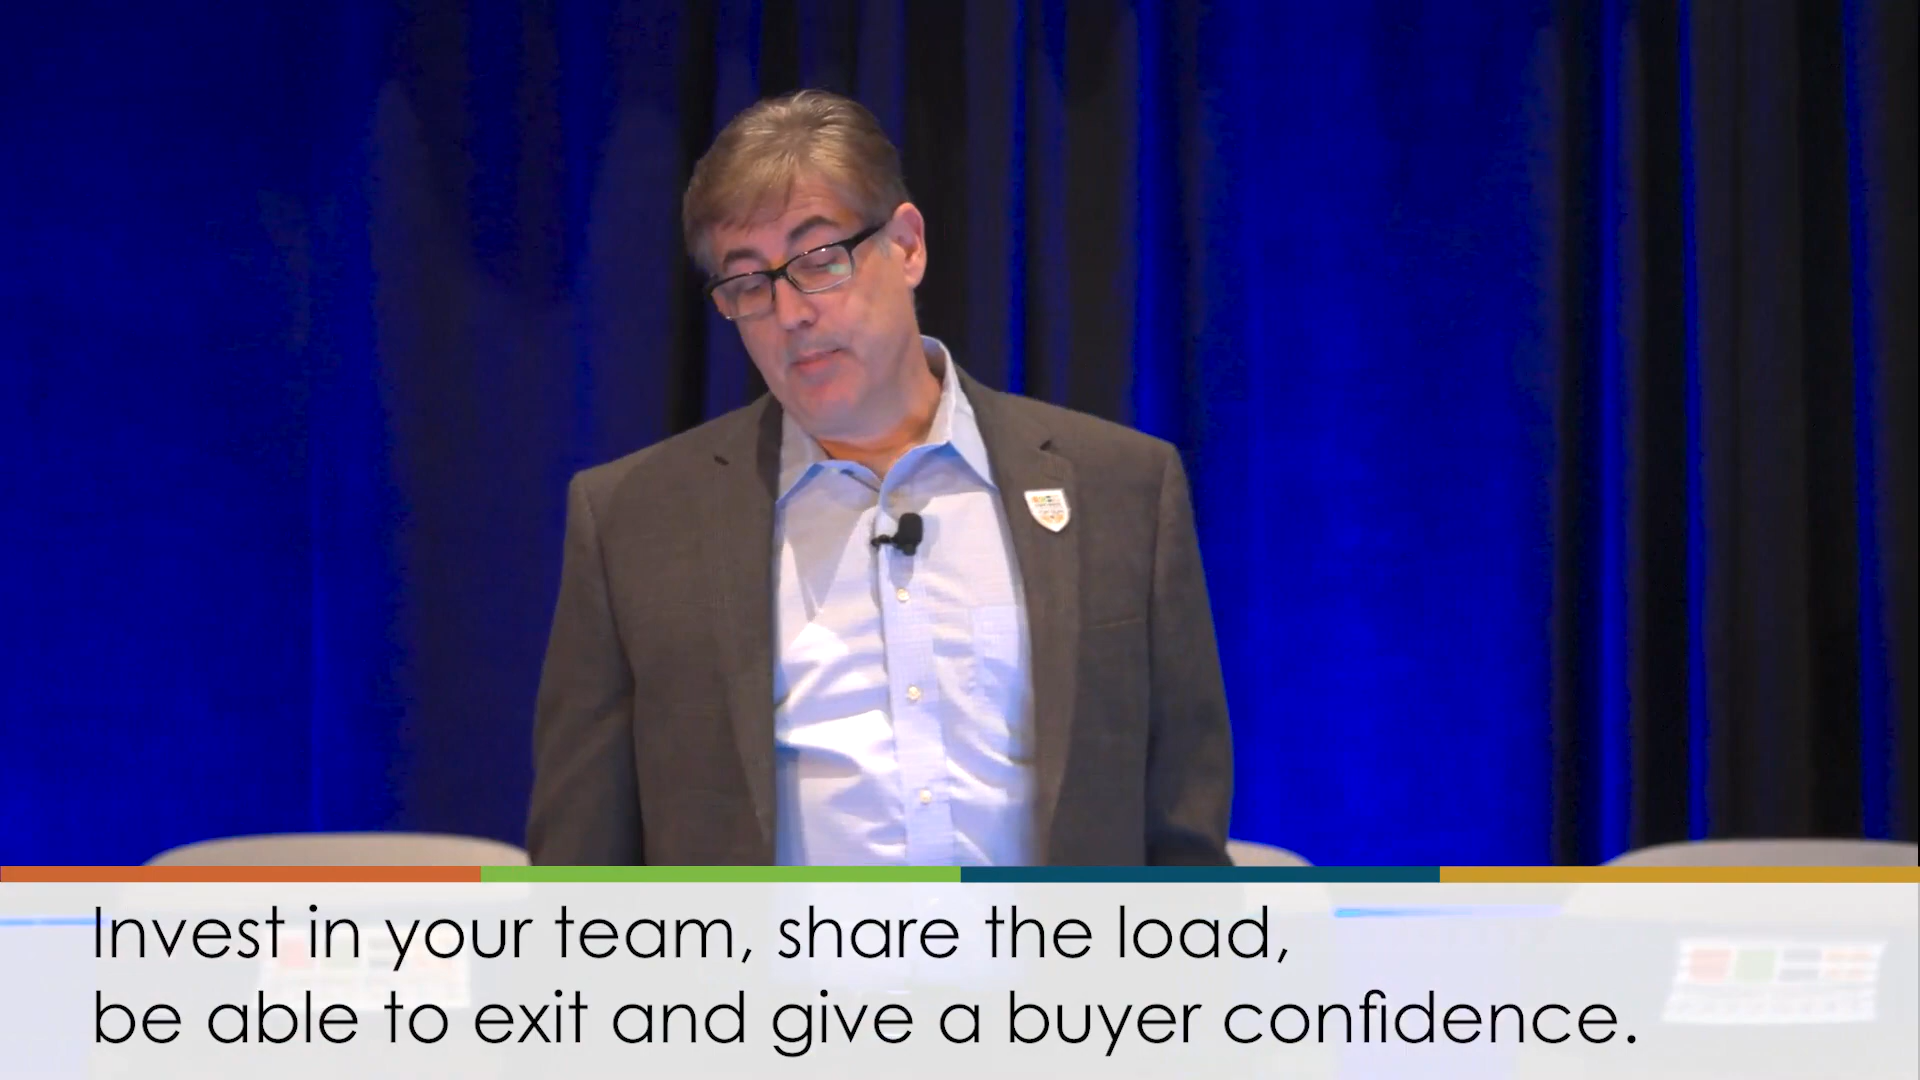 Invest in your team, share the load,
be able to exit and give a buyer confidence.